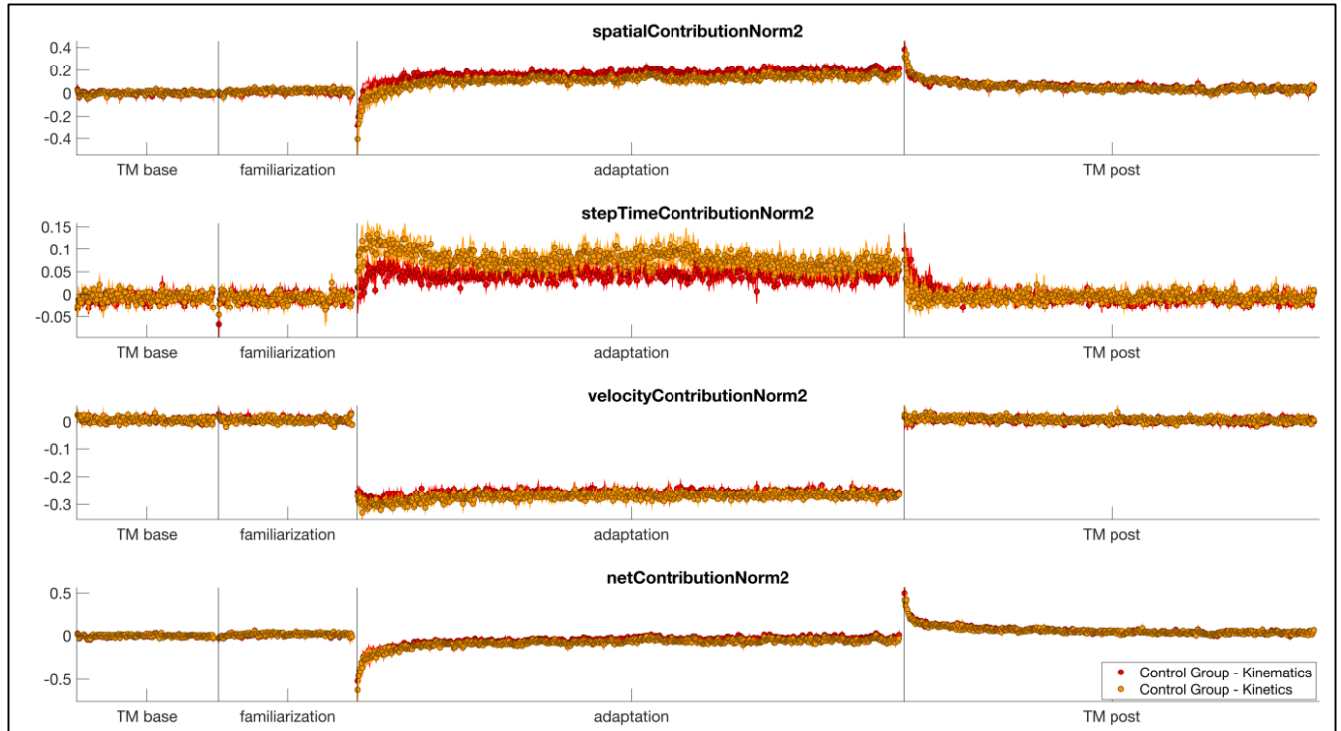 spatialContributionNorm2
0.4
0.2
0
-0.2
-0.4
TM base familiarization adaptation TM post
stepTimeContributionNorm2
0.15
0.1
0.05
0
-0.05
TM base familiarization adaptation TM post
velocityContributionNorm2
0
-0.1
-0.2
-0.3
TM base familiarization adaptation TM post
netContributionNorm2
0.5
0
-0.5
Control Group - Kinematics
Control Group - Kinetics
TM base familiarization adaptation TM post